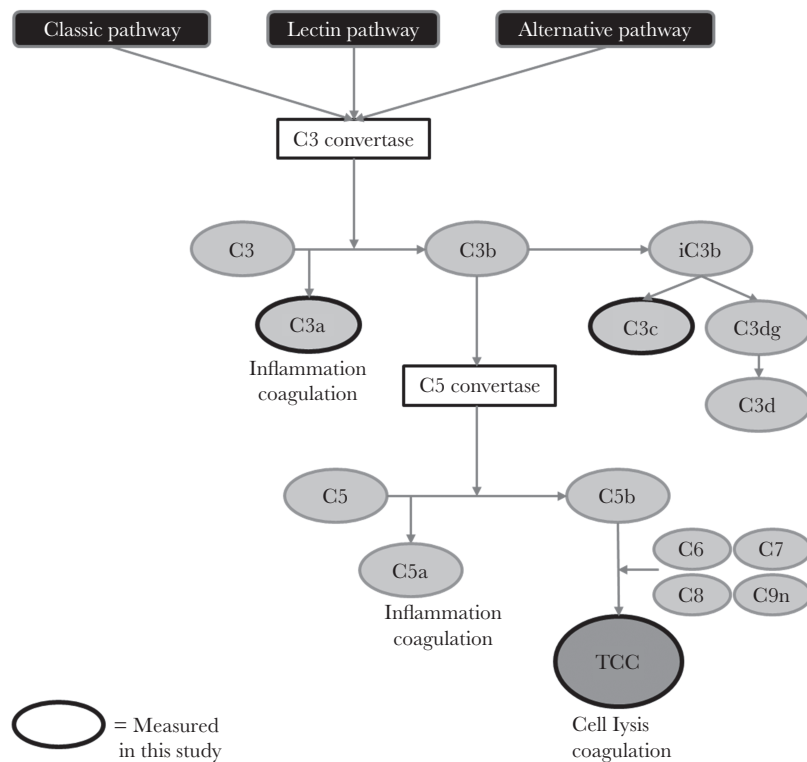 Classic pathway
Lectin pathway
Alternative pathway
C3 convertase
C3
C3b
iC3b
C3a
Inflammation
coagulation
C3c
C3dg
C5 convertase
C3d
C5
C5b
C6
C7
C5a
Inflammation
coagulation
C8
C9n
TCC
Cell Iysis
coagulation
= Measured
in this study